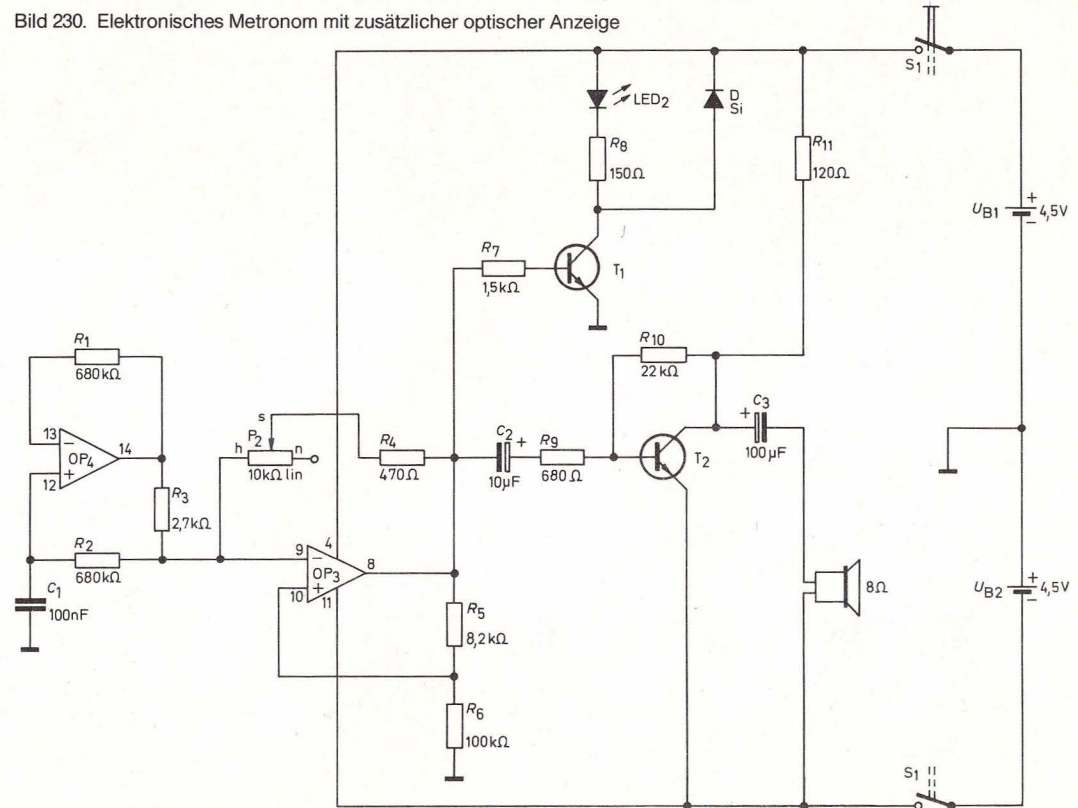 Bild 230. Elektronisches Metronom mit zusätzlicher optischer Anzeige
S1
LED2
D
Si
R8
150Ω
R11
120Ω
UB1
+
4,5V
−
R7
1,5kΩ
T1
R1
680kΩ
R10
22kΩ
13
−
OP4
14
12
+
s
P2
h
n
10kΩ lin
R4
470Ω
C2
+
10µF
R9
680Ω
T2
+
C3
100µF
R3
2,7kΩ
R2
680kΩ
C1
100nF
9
−
4
OP3
8
10
+
11
R5
8,2kΩ
8Ω
UB2
+
4,5V
−
R6
100kΩ
S1